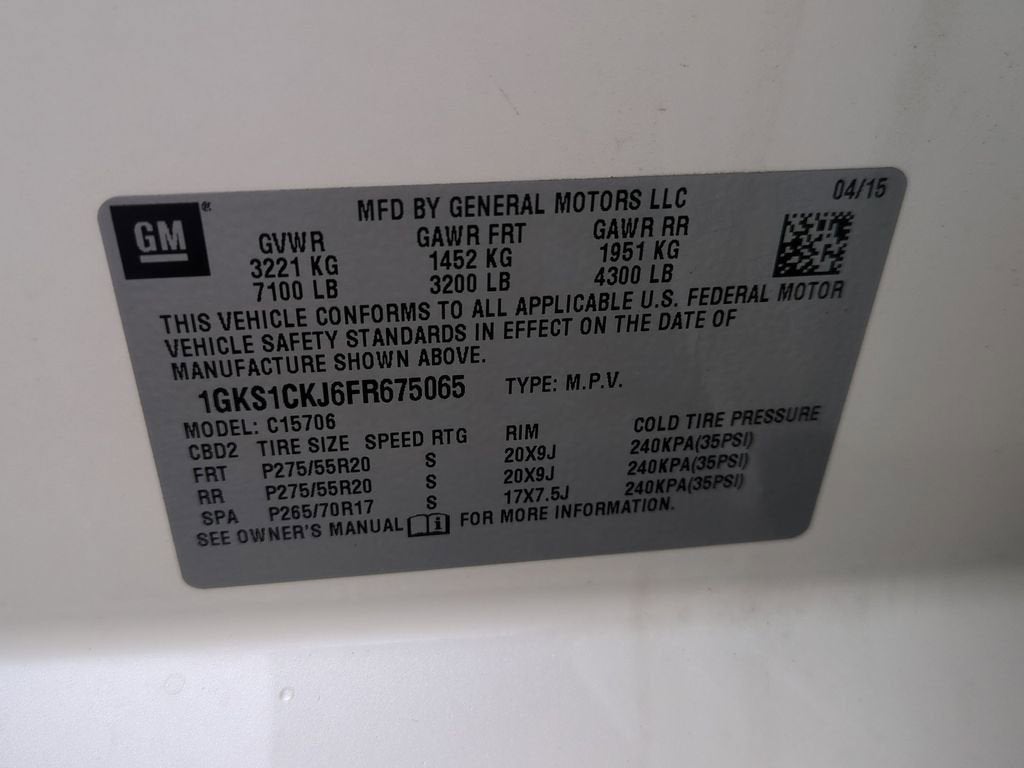 GM
MFD BY GENERAL MOTORS LLC 04/15
GVWR GAWR FRT GAWR RR
3221 KG 1452 KG 1951 KG
7100 LB 3200 LB 4300 LB
THIS VEHICLE CONFORMS TO ALL APPLICABLE U.S. FEDERAL MOTOR
VEHICLE SAFETY STANDARDS IN EFFECT ON THE DATE OF
MANUFACTURE SHOWN ABOVE.
1GKS1CKJ6FR675065 TYPE: M.P.V.
MODEL: C15706
CBD2 TIRE SIZE SPEED RTG RIM COLD TIRE PRESSURE
FRT P275/55R20 S 20X9J 240KPA(35PSI)
RR P275/55R20 S 20X9J 240KPA(35PSI)
SPA P265/70R17 S 17X7.5J 240KPA(35PSI)
SEE OWNER'S MANUAL i FOR MORE INFORMATION.